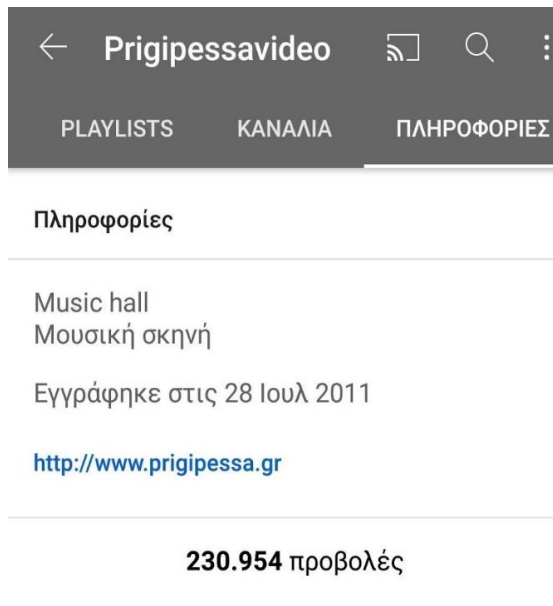 Prigipessavideo
PLAYLISTS ΚΑΝΑΛΙΑ ΠΛΗΡΟΦΟΡΙΕΣ
Πληροφορίες
Music hall
Μουσική σκηνή
Εγγράφηκε στις 28 Ιουλ 2011
http://www.prigipessa.gr
230.954 προβολές